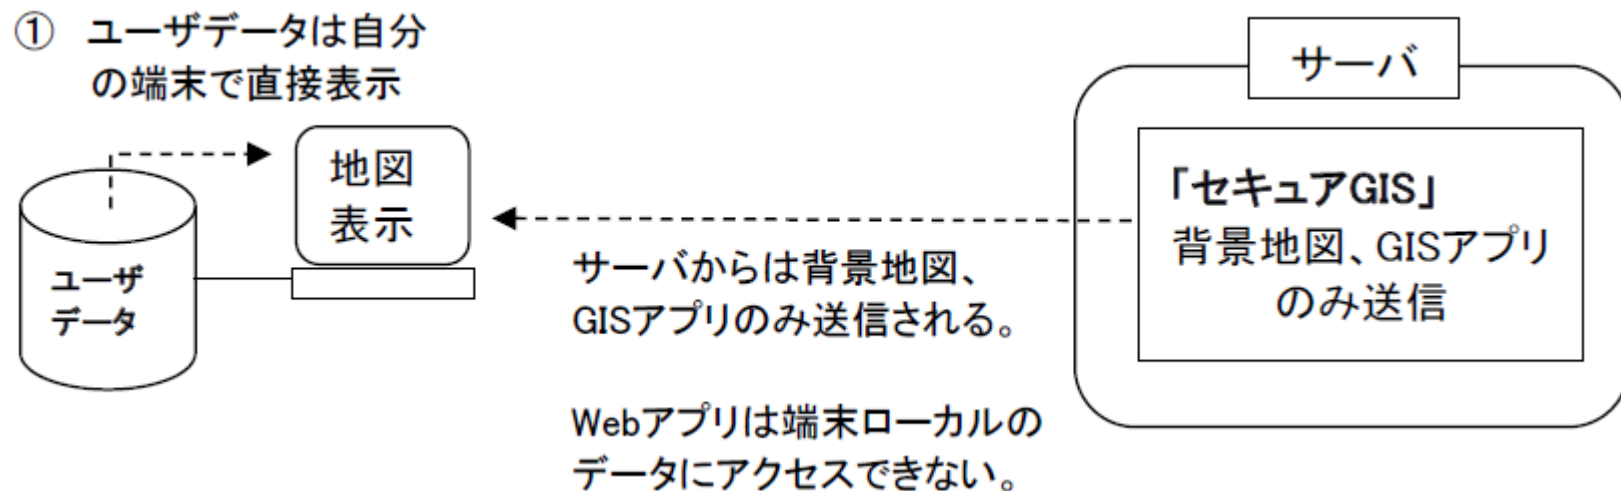 ① ユーザデータは自分
の端末で直接表示
地図
表示
ユーザ
データ
サーバからは背景地図、
GISアプリのみ送信される。
Webアプリは端末ローカルの
データにアクセスできない。
サーバ
「セキュアGIS」
背景地図、GISアプリ
のみ送信